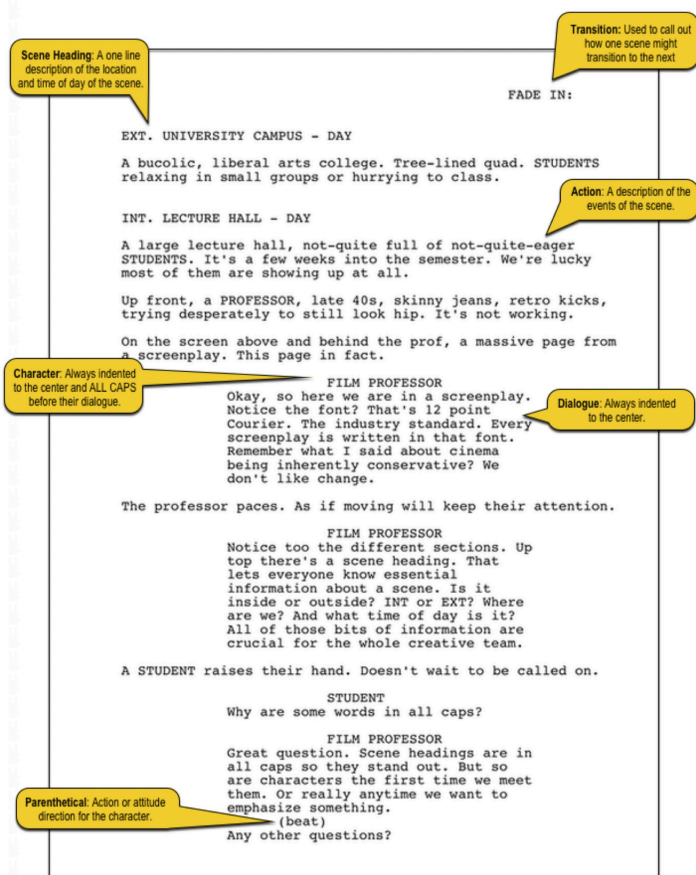 Transition: Used to call out
how one scene might
transition to the next
Scene Heading: A one line
description of the location
and time of day of the scene.
FADE IN:
EXT. UNIVERSITY CAMPUS - DAY
A bucolic, liberal arts college. Tree-lined quad. STUDENTS
relaxing in small groups or hurrying to class.
Action: A description of the
events of the scene.
INT. LECTURE HALL - DAY
A large lecture hall, not-quite full of not-quite-eager
STUDENTS. It's a few weeks into the semester. We're lucky
most of them are showing up at all.
Up front, a PROFESSOR, late 40s, skinny jeans, retro kicks,
trying desperately to still look hip. It's not working.
On the screen above and behind the prof, a massive page from
a screenplay. This page in fact.
Character: Always indented
to the center and ALL CAPS
before their dialogue.
FILM PROFESSOR
Okay, so here we are in a screenplay.
Notice the font? That's 12 point
Courier. The industry standard. Every
screenplay is written in that font.
Remember what I said about cinema
being inherently conservative? We
don't like change.
Dialogue: Always indented
to the center.
The professor paces. As if moving will keep their attention.
FILM PROFESSOR
Notice too the different sections. Up
top there's a scene heading. That
lets everyone know essential
information about a scene. Is it
inside or outside? INT or EXT? Where
are we? And what time of day is it?
All of those bits of information are
crucial for the whole creative team.
A STUDENT raises their hand. Doesn't wait to be called on.
STUDENT
Why are some words in all caps?
FILM PROFESSOR
Great question. Scene headings are in
all caps so they stand out. But so
are characters the first time we meet
them. Or really anytime we want to
emphasize something.
Parenthetical: Action or attitude
direction for the character.
(beat)
Any other questions?